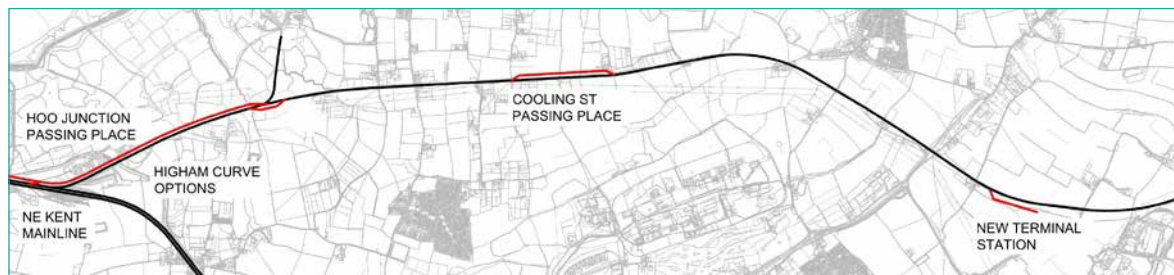 HOO JUNCTION
PASSING PLACE
HIGHAM CURVE
OPTIONS
NE KENT
MAINLINE
COOLING ST
PASSING PLACE
NEW TERMINAL
STATION